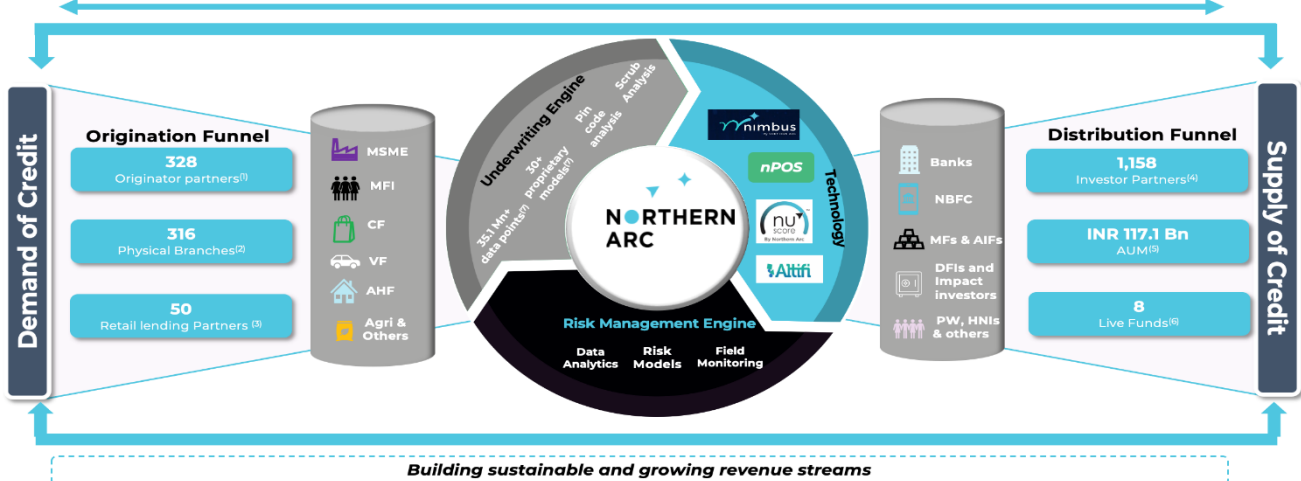 Demand of Credit
Origination Funnel
328
Originator partners(1)
316
Physical Branches(2)
50
Retail lending Partners (3)
MSME
MFI
CF
VF
AHF
Agri &
Others
Underwriting Engine
35.1 Mn+
data points(7)
30+
proprietary
models(7)
Pin
code
analysis
Scrub
Analysis
NORTHERN
ARC
Technology
nimbus
nPOS
nu
score
By Northern Arc
Altifi
Risk Management Engine
Data
Analytics
Risk
Models
Field
Monitoring
Banks
NBFC
MFs & AIFs
DFIs and
Impact
investors
PW, HNIs
& others
Distribution Funnel
1,158
Investor Partners(4)
INR 117.1 Bn
AUM(5)
8
Live Funds(6)
Supply of Credit
Building sustainable and growing revenue streams